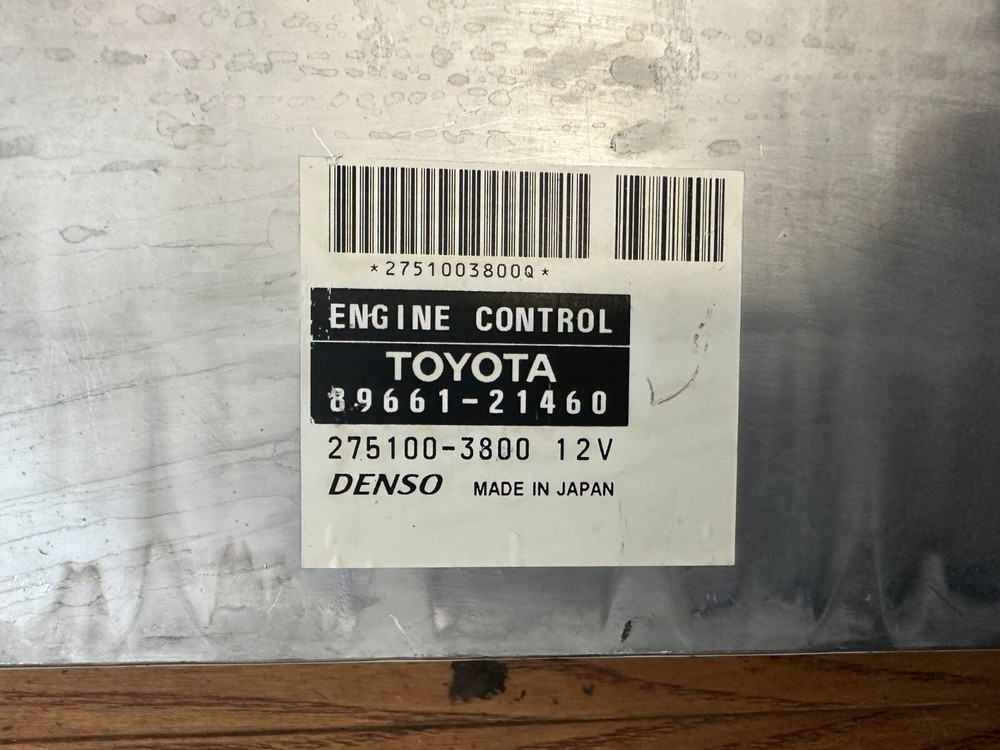 *2751003800Q*
ENGINE CONTROL
TOYOTA
89661-21460
275100-3800 12V
DENSO MADE IN JAPAN